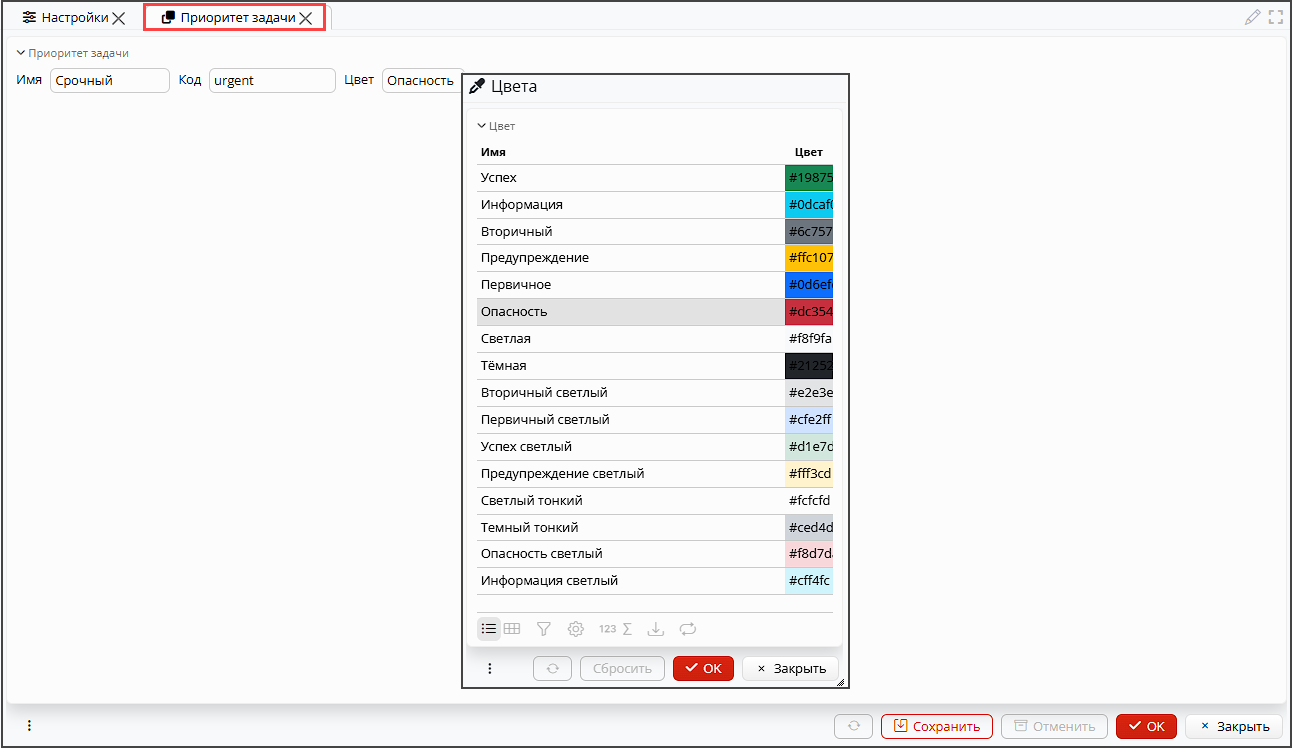 Настройки Приоритет задачи
Приоритет задачи
Имя Срочный Код urgent Цвет Опасность
Цвета
Цвет
Имя Цвет
Успех #19875
Информация #0dcaf0
Вторичный #6c757
Предупреждение #ffc107
Первичное #0d6ef
Опасность #dc354
Светлая #f8f9fa
Тёмная #21252
Вторичный светлый #e2e3e
Первичный светлый #cfe2ff
Успех светлый #d1e7d
Предупреждение светлый #fff3cd
Светлый тонкий #fcfcfd
Темный тонкий #ced4d
Опасность светлый #f8d7d
Информация светлый #cff4fc
123 Σ
Сбросить OK × Закрыть
Сохранить Отменить OK × Закрыть